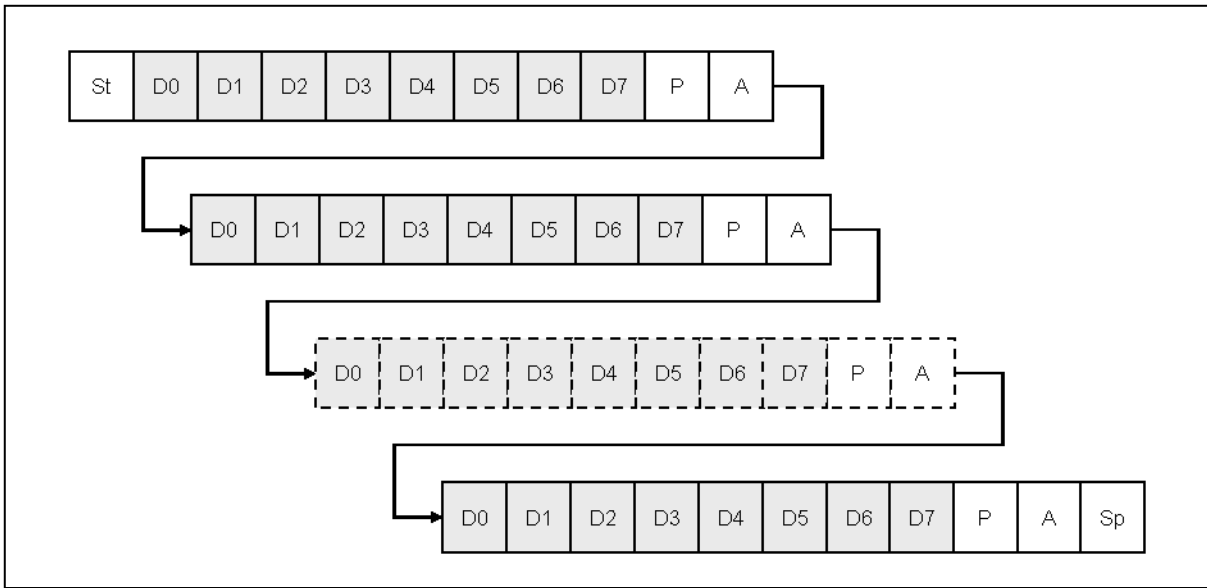 St D0 D1 D2 D3 D4 D5 D6 D7 P A
D0 D1 D2 D3 D4 D5 D6 D7 P A
D0 D1 D2 D3 D4 D5 D6 D7 P A
D0 D1 D2 D3 D4 D5 D6 D7 P A Sp